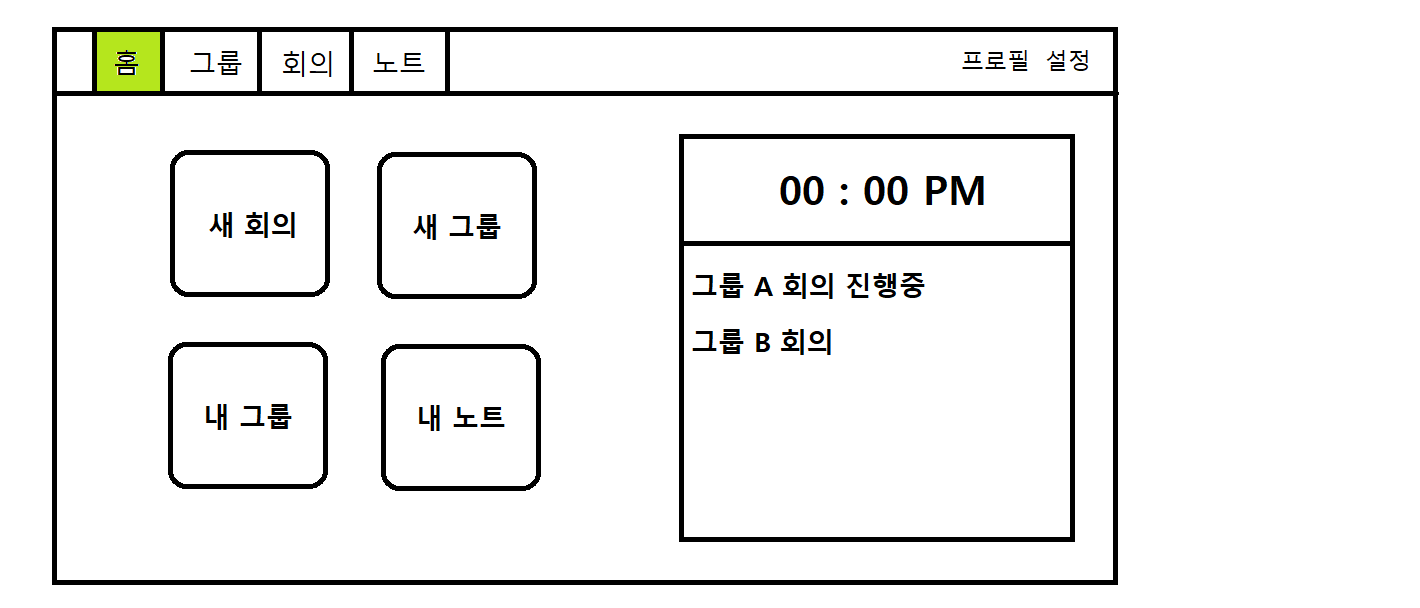 홈 그룹 회의 노트 프로필 설정
새 회의 새 그룹
내 그룹 내 노트
00 : 00 PM
그룹 A 회의 진행중
그룹 B 회의